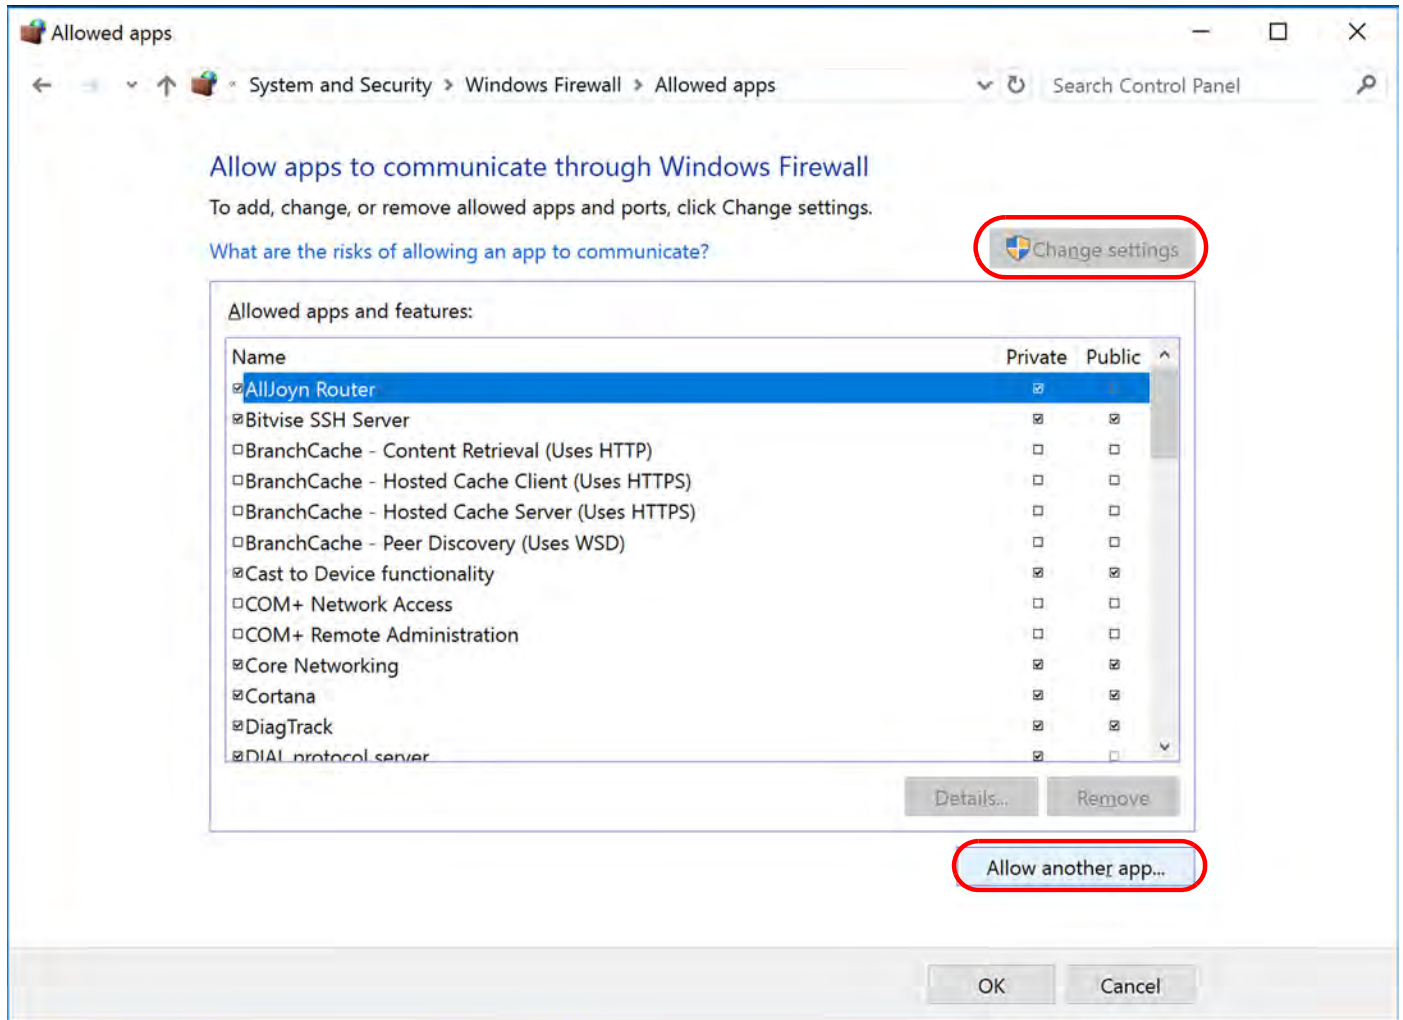 Allowed apps
« System and Security > Windows Firewall > Allowed apps Search Control Panel
Allow apps to communicate through Windows Firewall
To add, change, or remove allowed apps and ports, click Change settings.
What are the risks of allowing an app to communicate? Change settings
Allowed apps and features:
Name Private Public
AllJoyn Router
Bitvise SSH Server
BranchCache - Content Retrieval (Uses HTTP)
BranchCache - Hosted Cache Client (Uses HTTPS)
BranchCache - Hosted Cache Server (Uses HTTPS)
BranchCache - Peer Discovery (Uses WSD)
Cast to Device functionality
COM+ Network Access
COM+ Remote Administration
Core Networking
Cortana
DiagTrack
DIAL protocol server
Details... Remove
Allow another app...
OK Cancel